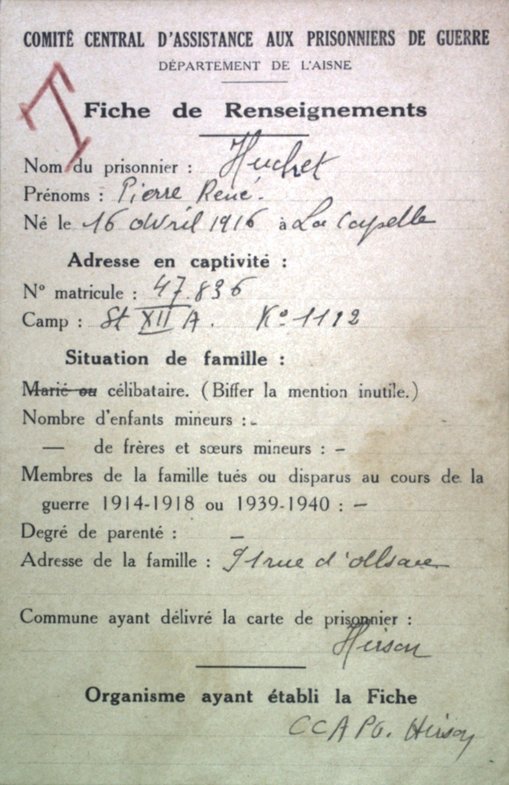 COMITÉ CENTRAL D'ASSISTANCE AUX PRISONNIERS DE GUERRE
DÉPARTEMENT DE L'AISNE
Fiche de Renseignements
Nom du prisonnier : Huchet
Prénoms : Pierre René.
Né le 16 avril 1916 à La Capelle
Adresse en captivité :
N° matricule : 47.836
Camp : St XII A. K° 1112
Situation de famille :
Marié ou célibataire. (Biffer la mention inutile.)
Nombre d'enfants mineurs : -
— de frères et sœurs mineurs : -
Membres de la famille tués ou disparus au cours de la
guerre 1914-1918 ou 1939-1940 : -
Degré de parenté : -
Adresse de la famille : 91 rue d'Alsace
Commune ayant délivré la carte de prisonnier :
Hirson
Organisme ayant établi la Fiche
CCAPG. Hirson